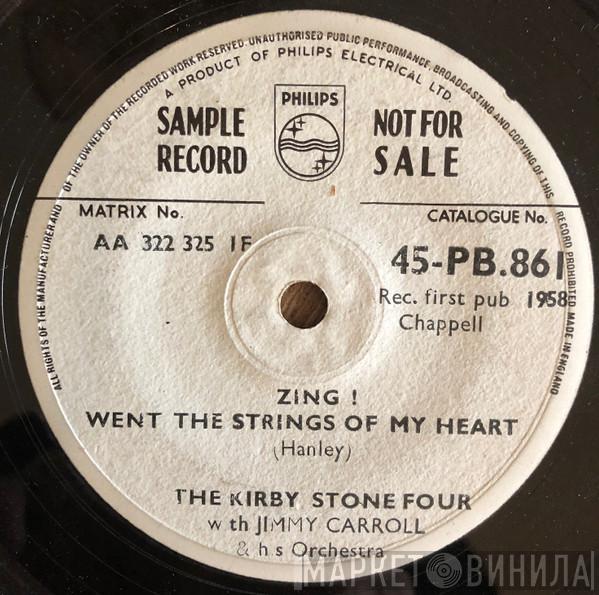 ALL RIGHTS OF THE MANUFACTURER AND OF THE OWNER OF THE RECORDED WORK RESERVED. UNAUTHORISED PUBLIC PERFORMANCE, BROADCASTING AND COPYING OF THIS RECORD PROHIBITED MADE IN ENGLAND
A PRODUCT OF PHILIPS ELECTRICAL LTD.
PHILIPS
SAMPLE RECORD
NOT FOR SALE
MATRIX No.
CATALOGUE No.
AA 322 325 1F
45-PB.861
Rec. first pub 1958
Chappell
ZING !
WENT THE STRINGS OF MY HEART
(Hanley)
THE KIRBY STONE FOUR
w th JIMMY CARROLL
& h s Orchestra
МАРКЕТ ВИНИЛА